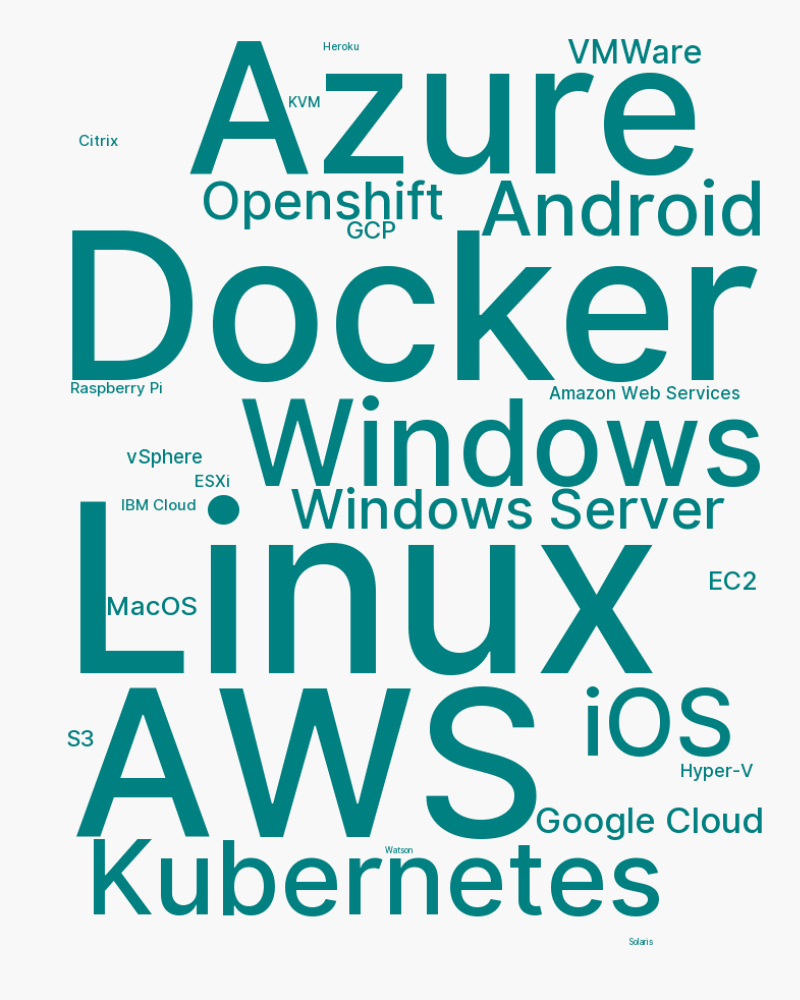 Heroku
VMWare
Azure
KVM
Citrix
Openshift
Android
GCP
Docker
Raspberry Pi
Amazon Web Services
Windows
vSphere
ESXi
IBM Cloud
Windows Server
Linux
EC2
MacOS
AWS
iOS
S3
Hyper-V
Google Cloud
Kubernetes
Watson
Solaris